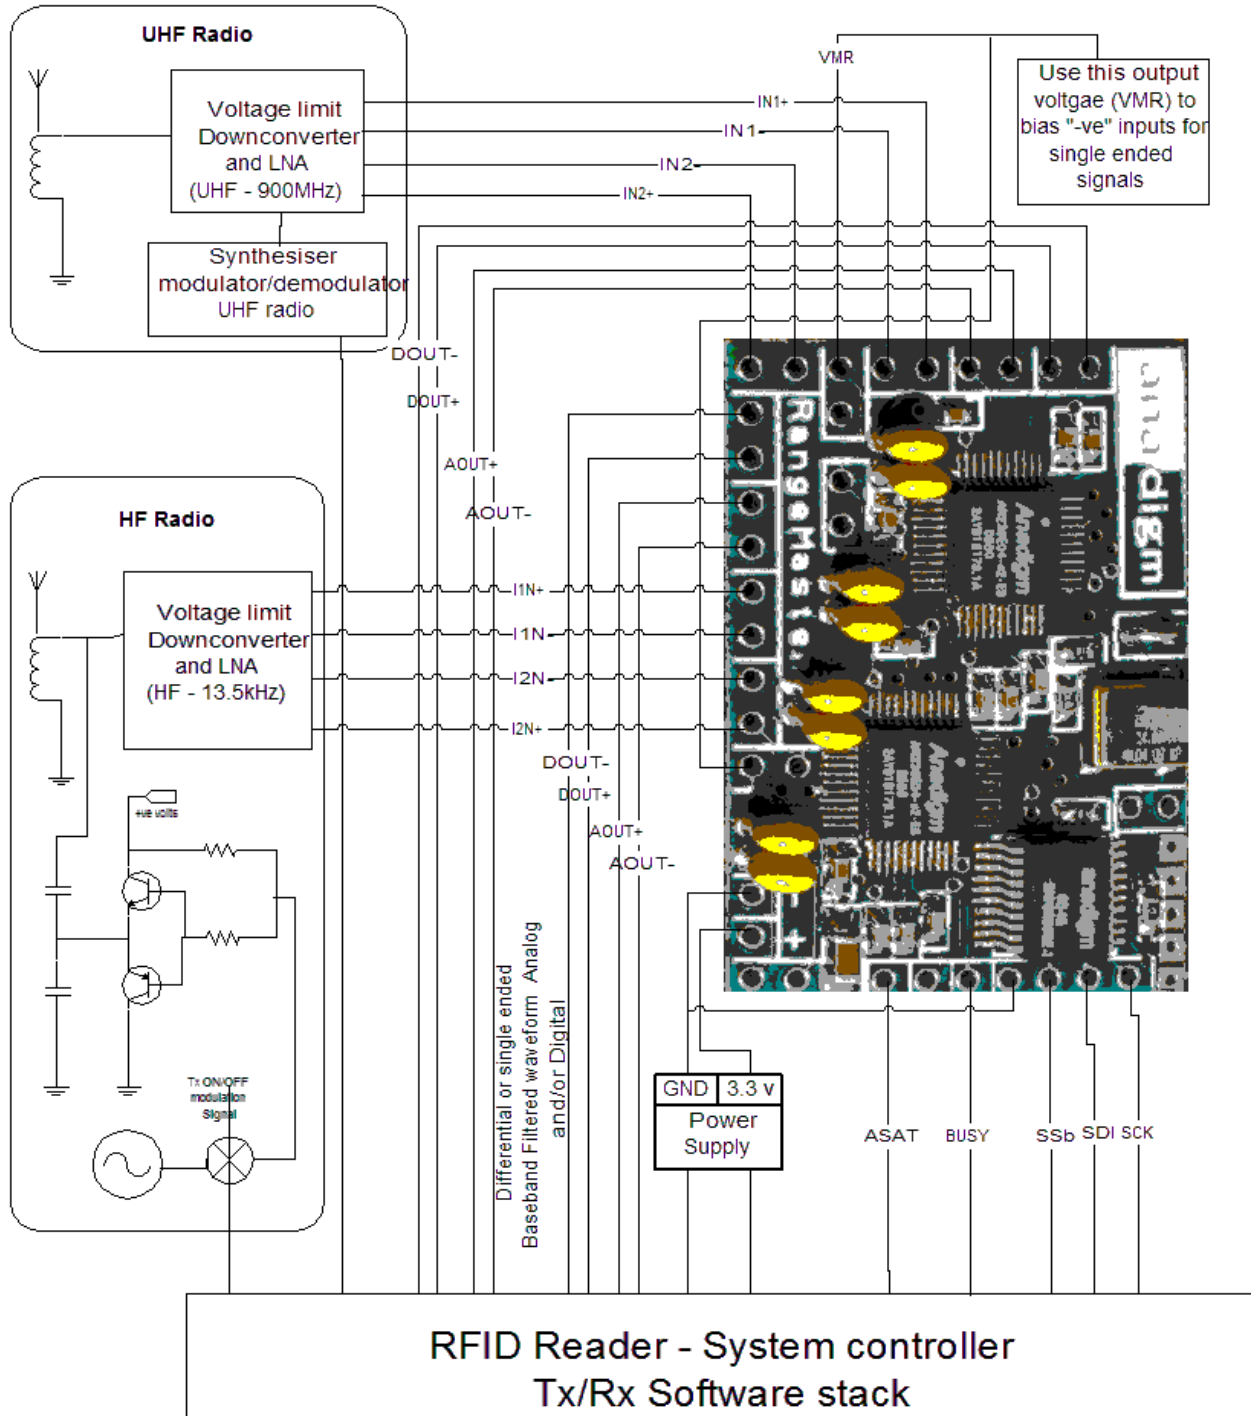 UHF Radio
Voltage limit
Downconverter
and LNA
(UHF - 900MHz)
Synthesiser
modulator/demodulator
UHF radio
VMR
Use this output
voltgae (VMR) to
bias "-ve" inputs for
single ended
signals
IN1+
IN1-
IN2-
IN2+
DOUT-
DOUT+
AOUT+
AOUT-
HF Radio
Voltage limit
Downconverter
and LNA
(HF - 13.5kHz)
I1N+
I1N-
I2N-
I2N+
DOUT-
DOUT+
AOUT+
AOUT-
+ve volts
Tx ON/OFF
modulation
Signal
Differential or single ended
Baseband Filtered waveform Analog
and/or Digital
RangeMaste
digm
Anadigm
Anadigm
-
+
GND
3.3 v
Power
Supply
ASAT
BUSY
SSb
SDI
SCK
RFID Reader - System controller
Tx/Rx Software stack